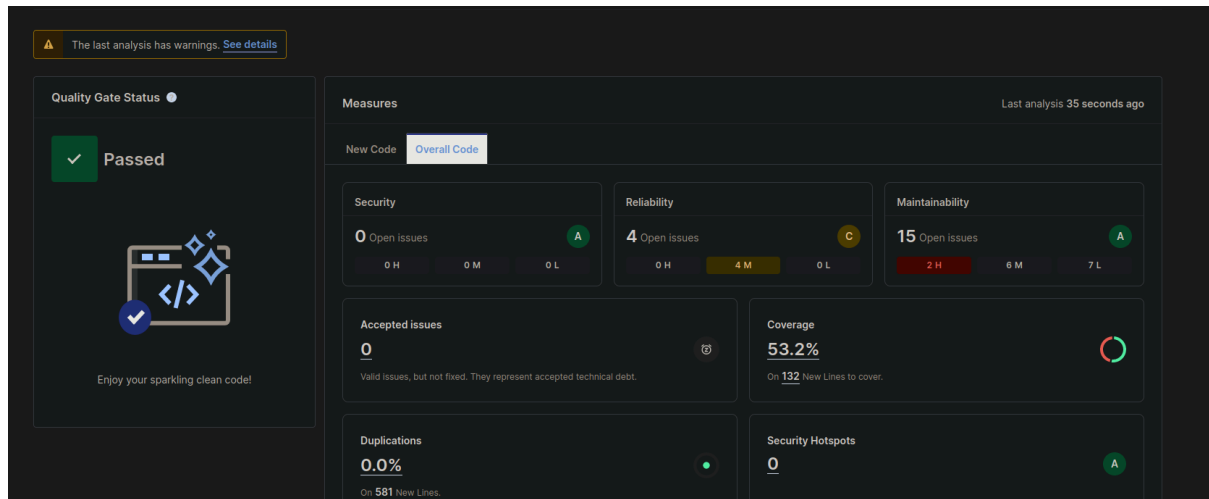 The last analysis has warnings. See details
Quality Gate Status
Passed
</>
Enjoy your sparkling clean code!
Measures
Last analysis 35 seconds ago
New Code
Overall Code
Security
0 Open issues
A
0 H
0 M
0 L
Reliability
4 Open issues
C
0 H
4 M
0 L
Maintainability
15 Open issues
A
2 H
6 M
7 L
Accepted issues
0
Valid issues, but not fixed. They represent accepted technical debt.
Coverage
53.2%
On 132 New Lines to cover.
Duplications
0.0%
On 581 New Lines.
Security Hotspots
0
A